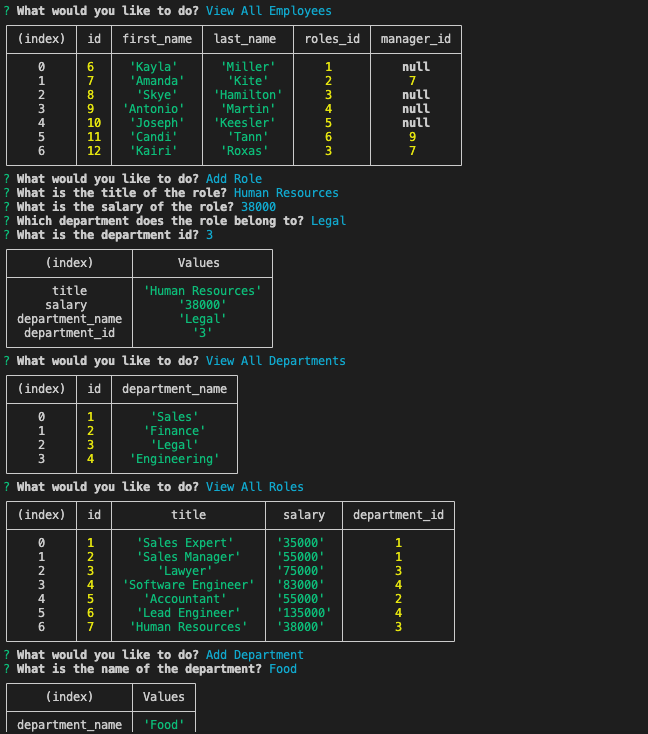 ? What would you like to do? View All Employees
(index) id first_name last_name roles_id manager_id
0 6 'Kayla' 'Miller' 1 null
1 7 'Amanda' 'Kite' 2 7
2 8 'Skye' 'Hamilton' 3 null
3 9 'Antonio' 'Martin' 4 null
4 10 'Joseph' 'Keesler' 5 null
5 11 'Candi' 'Tann' 6 9
6 12 'Kairi' 'Roxas' 3 7
? What would you like to do? Add Role
? What is the title of the role? Human Resources
? What is the salary of the role? 38000
? Which department does the role belong to? Legal
? What is the department id? 3
(index) Values
title 'Human Resources'
salary '38000'
department_name 'Legal'
department_id '3'
? What would you like to do? View All Departments
(index) id department_name
0 1 'Sales'
1 2 'Finance'
2 3 'Legal'
3 4 'Engineering'
? What would you like to do? View All Roles
(index) id title salary department_id
0 1 'Sales Expert' '35000' 1
1 2 'Sales Manager' '55000' 1
2 3 'Lawyer' '75000' 3
3 4 'Software Engineer' '83000' 4
4 5 'Accountant' '55000' 2
5 6 'Lead Engineer' '135000' 4
6 7 'Human Resources' '38000' 3
? What would you like to do? Add Department
? What is the name of the department? Food
(index) Values
department_name 'Food'